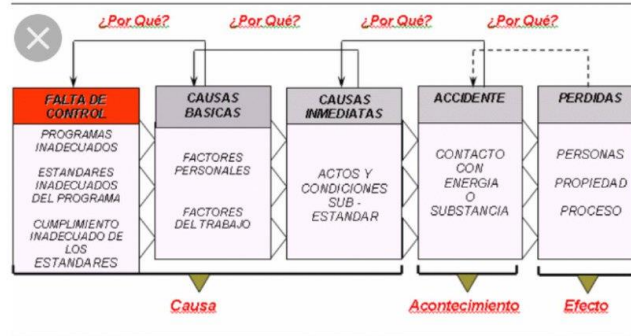 ¿Por Qué?
¿Por Qué?
¿Por Qué?
¿Por Qué?
FALTA DE
CONTROL
PROGRAMAS
INADECUADOS
ESTANDARES
INADECUADOS
DEL PROGRAMA
CUMPLIMIENTO
INADECUADO DE
LOS
ESTANDARES
CAUSAS
BASICAS
FACTORES
PERSONALES
FACTORES
DEL TRABAJO
CAUSAS
INMEDIATAS
ACTOS Y
CONDICIONES
SUB -
ESTANDAR
ACCIDENTE
CONTACTO
CON
ENERGIA
O
SUBSTANCIA
PERDIDAS
PERSONAS
PROPIEDAD
PROCESO
Causa
Acontecimiento
Efecto